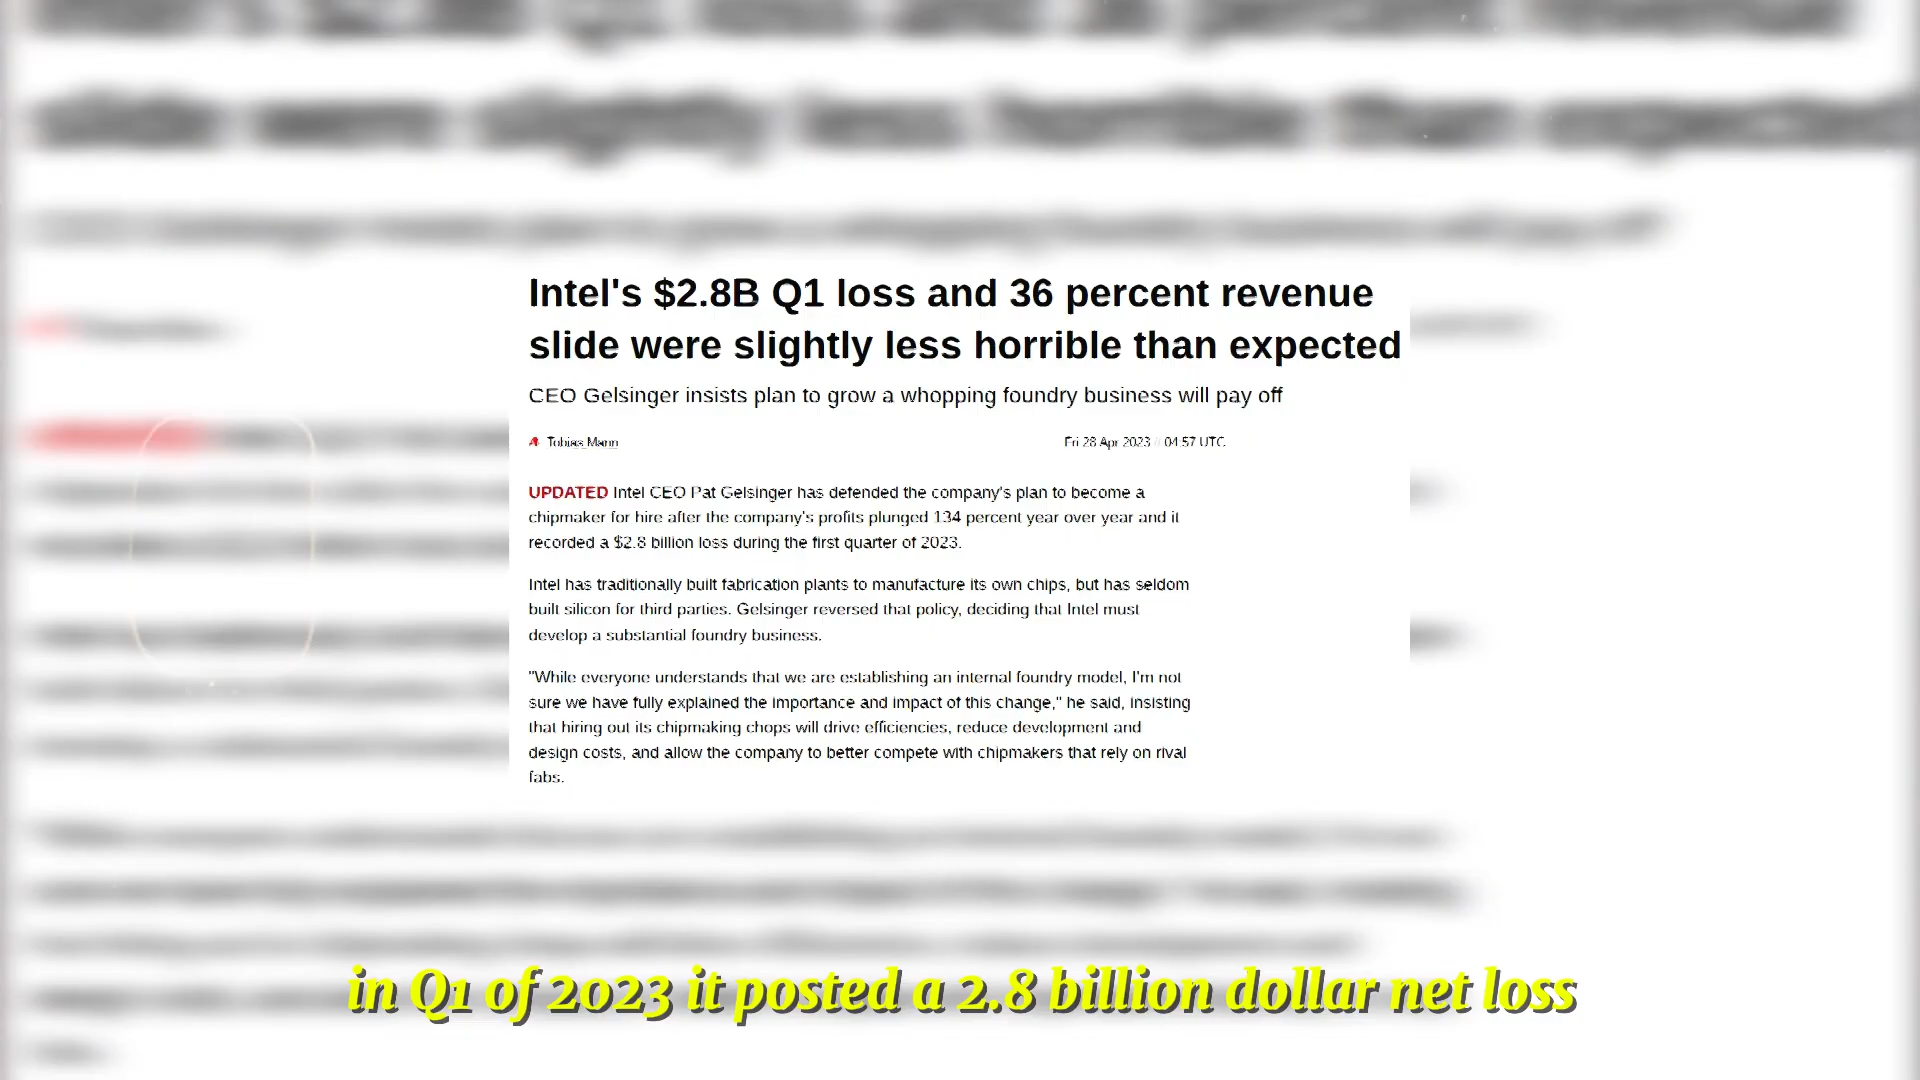 Intel's $2.8B Q1 loss and 36 percent revenue
slide were slightly less horrible than expected
CEO Gelsinger insists plan to grow a whopping foundry business will pay off
Tobias Mann
Fri 28 Apr 2023 // 04:57 UTC
UPDATED Intel CEO Pat Gelsinger has defended the company's plan to become a
chipmaker for hire after the company's profits plunged 134 percent year over year and it
recorded a $2.8 billion loss during the first quarter of 2023.
Intel has traditionally built fabrication plants to manufacture its own chips, but has seldom
built silicon for third parties. Gelsinger reversed that policy, deciding that Intel must
develop a substantial foundry business.
"While everyone understands that we are establishing an internal foundry model, I'm not
sure we have fully explained the importance and impact of this change," he said, insisting
that hiring out its chipmaking chops will drive efficiencies, reduce development and
design costs, and allow the company to better compete with chipmakers that rely on rival
fabs.
in Q1 of 2023 it posted a 2.8 billion dollar net loss